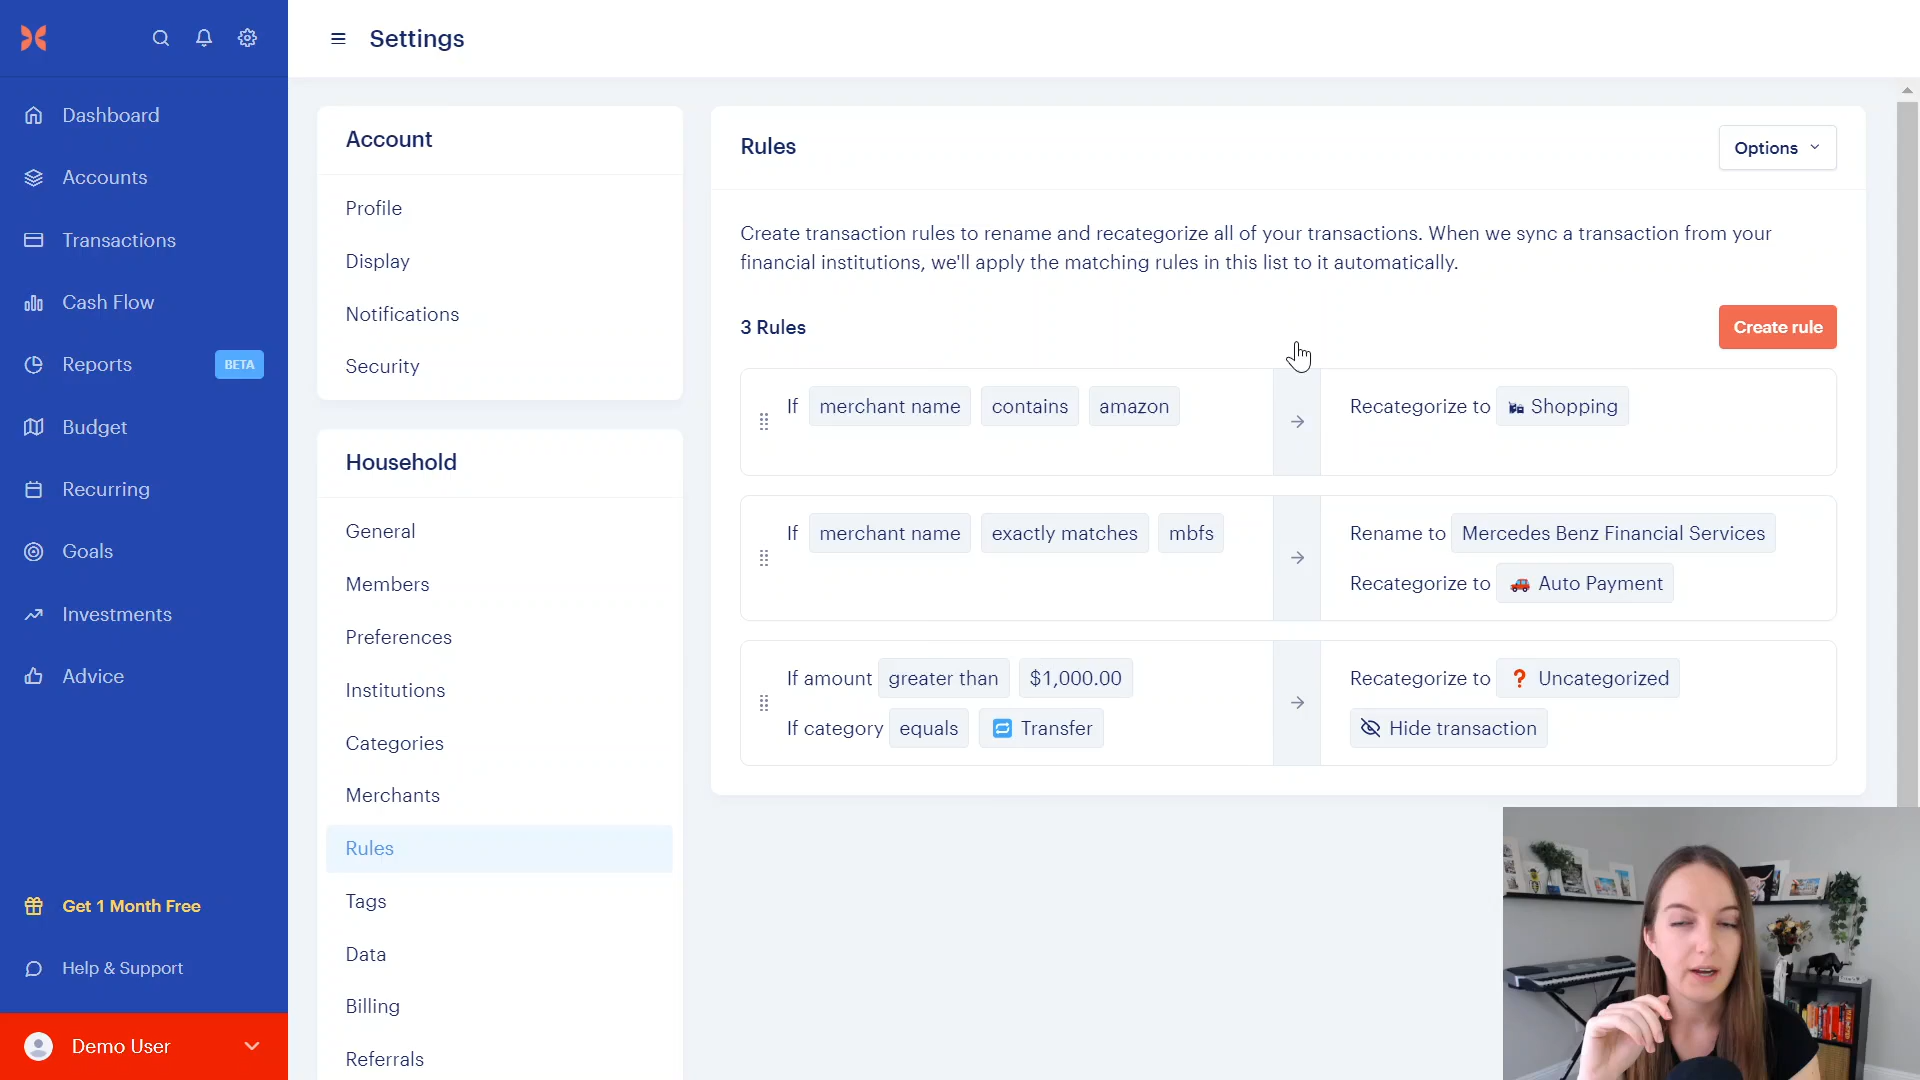 Settings
Dashboard
Accounts
Transactions
Cash Flow
Reports BETA
Budget
Recurring
Goals
Investments
Advice
Get 1 Month Free
Help & Support
Demo User
Account
Profile
Display
Notifications
Security
Household
General
Members
Preferences
Institutions
Categories
Merchants
Rules
Tags
Data
Billing
Referrals
Rules
Options
Create transaction rules to rename and recategorize all of your transactions. When we sync a transaction from your
financial institutions, we'll apply the matching rules in this list to it automatically.
3 Rules
Create rule
If merchant name contains amazon
Recategorize to Shopping
If merchant name exactly matches mbfs
Rename to Mercedes Benz Financial Services
Recategorize to Auto Payment
If amount greater than $1,000.00
If category equals Transfer
Recategorize to Uncategorized
Hide transaction